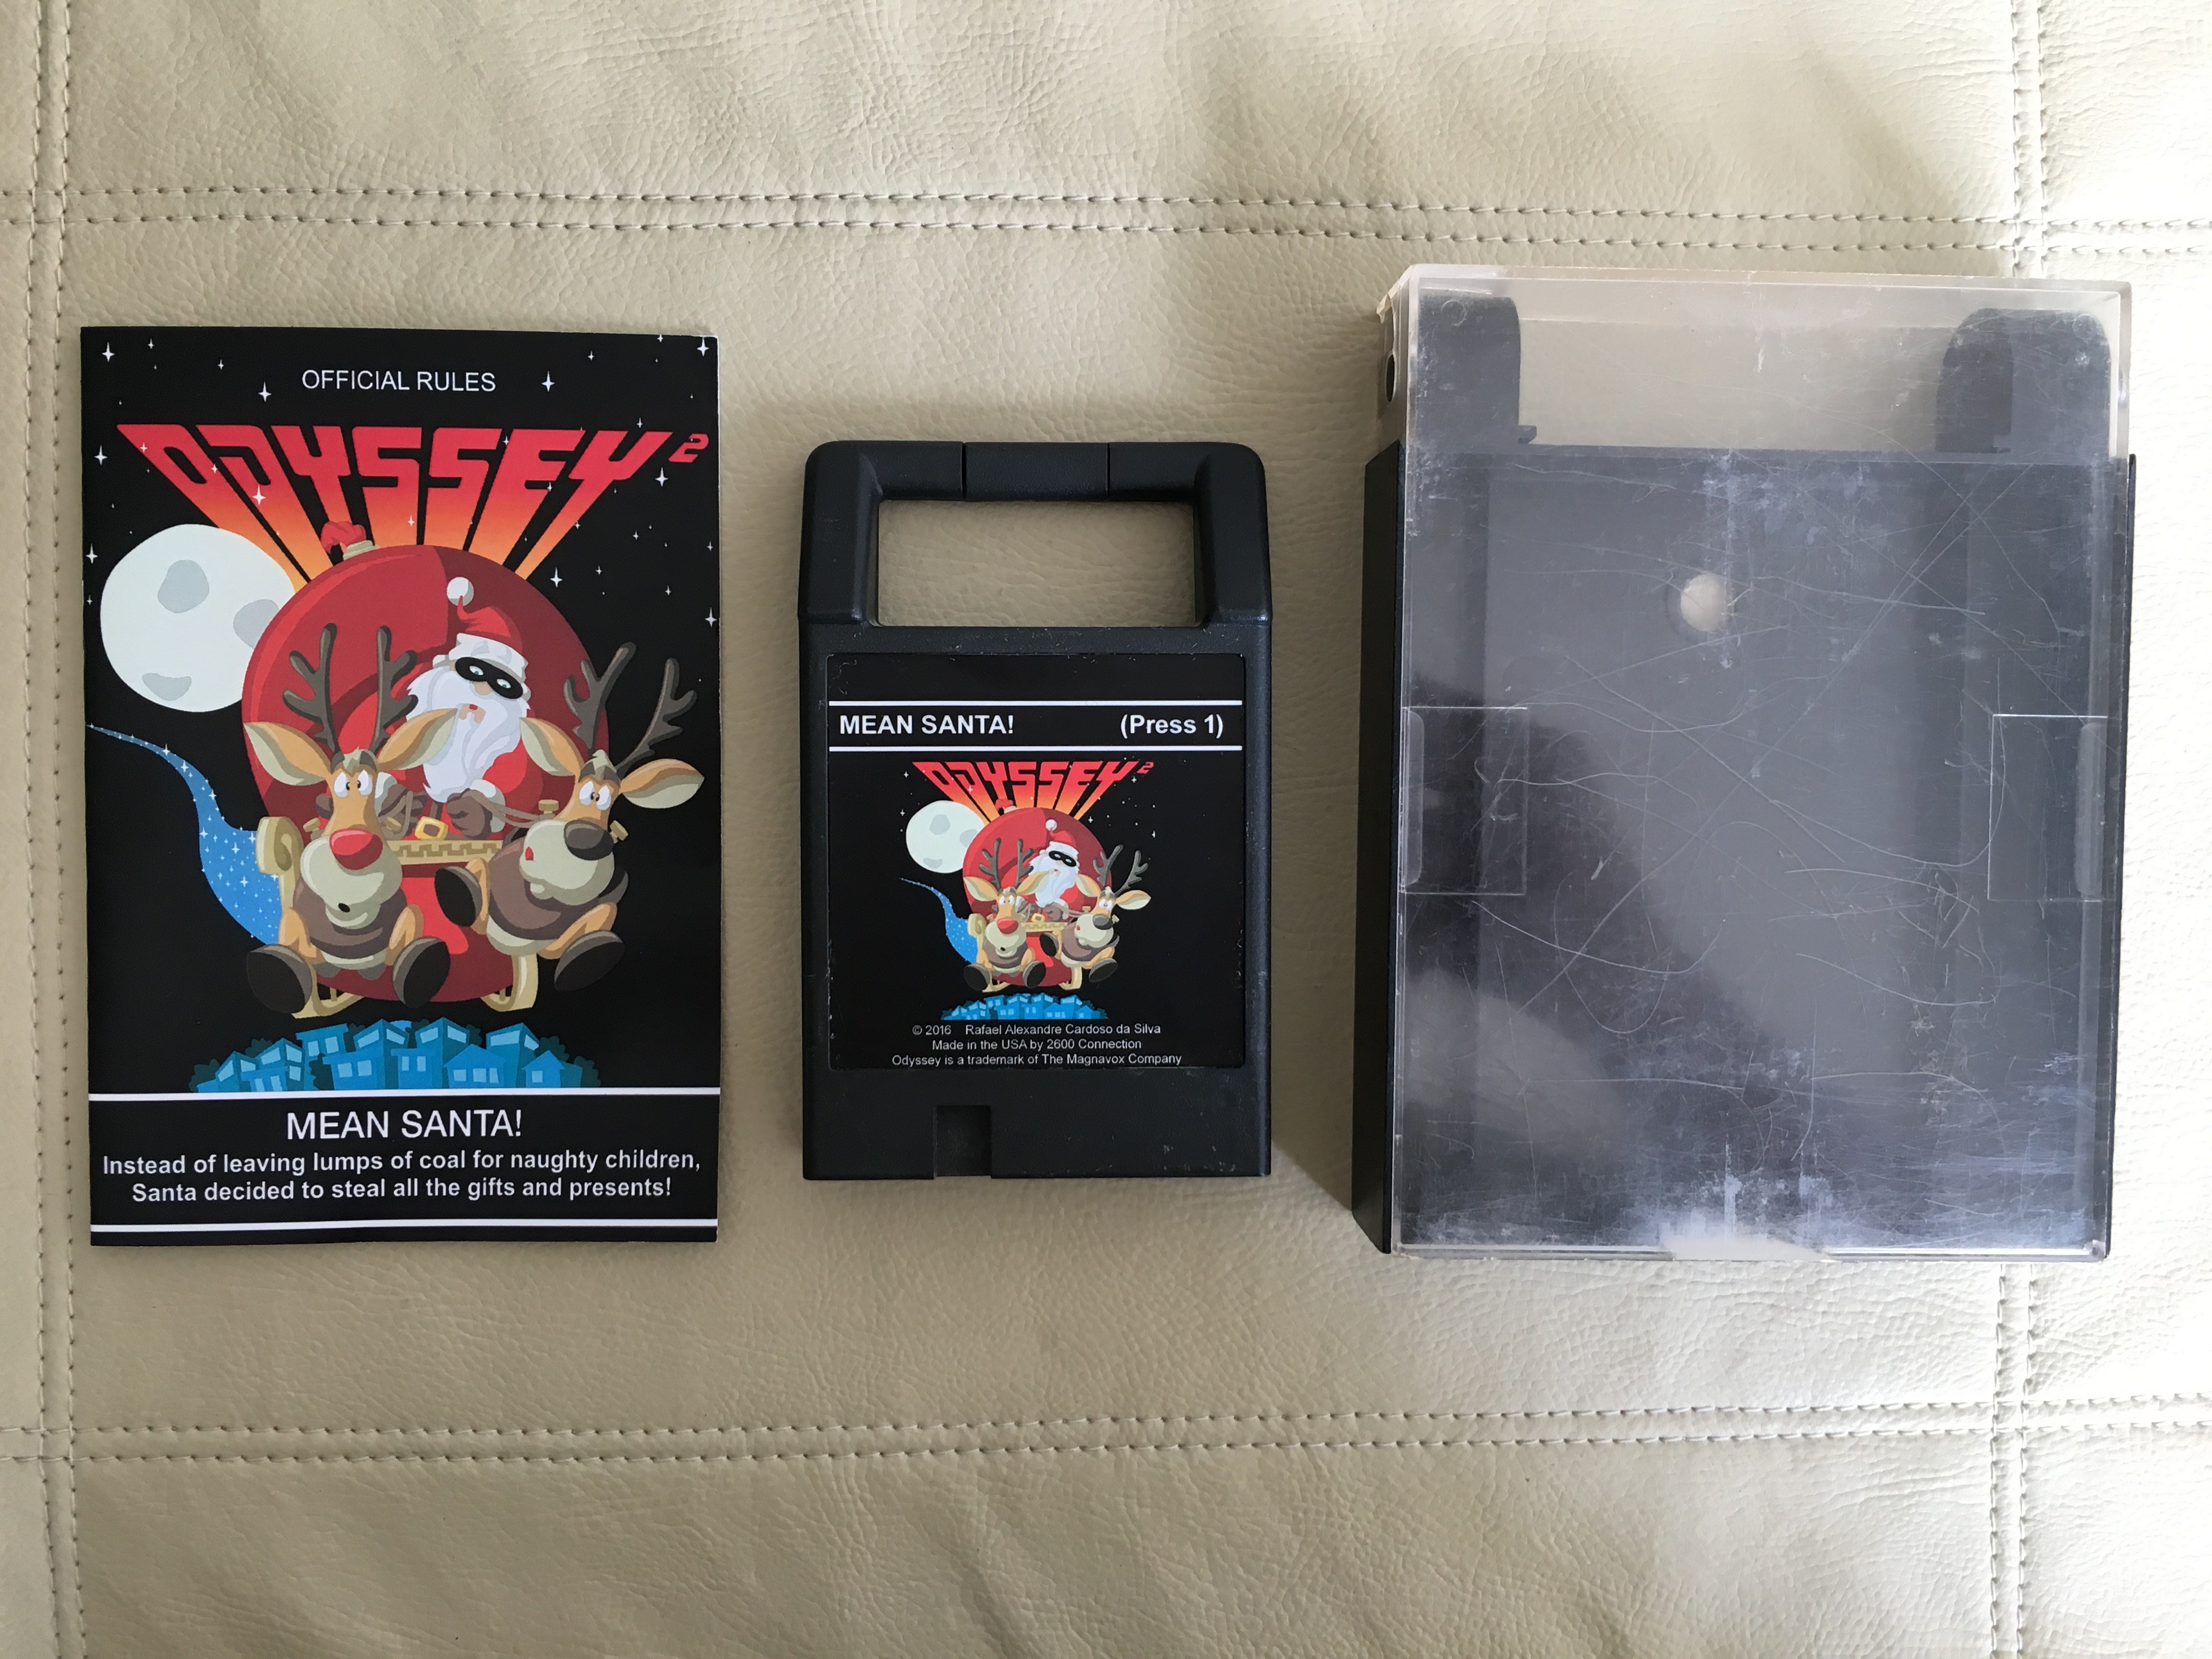 OFFICIAL RULES
ODYSSEY²
MEAN SANTA!
Instead of leaving lumps of coal for naughty children,
Santa decided to steal all the gifts and presents!
MEAN SANTA! (Press 1)
ODYSSEY²
© 2016 Rafael Alexandre Cardoso da Silva
Made in the USA by 2600 Connection
Odyssey is a trademark of The Magnavox Company